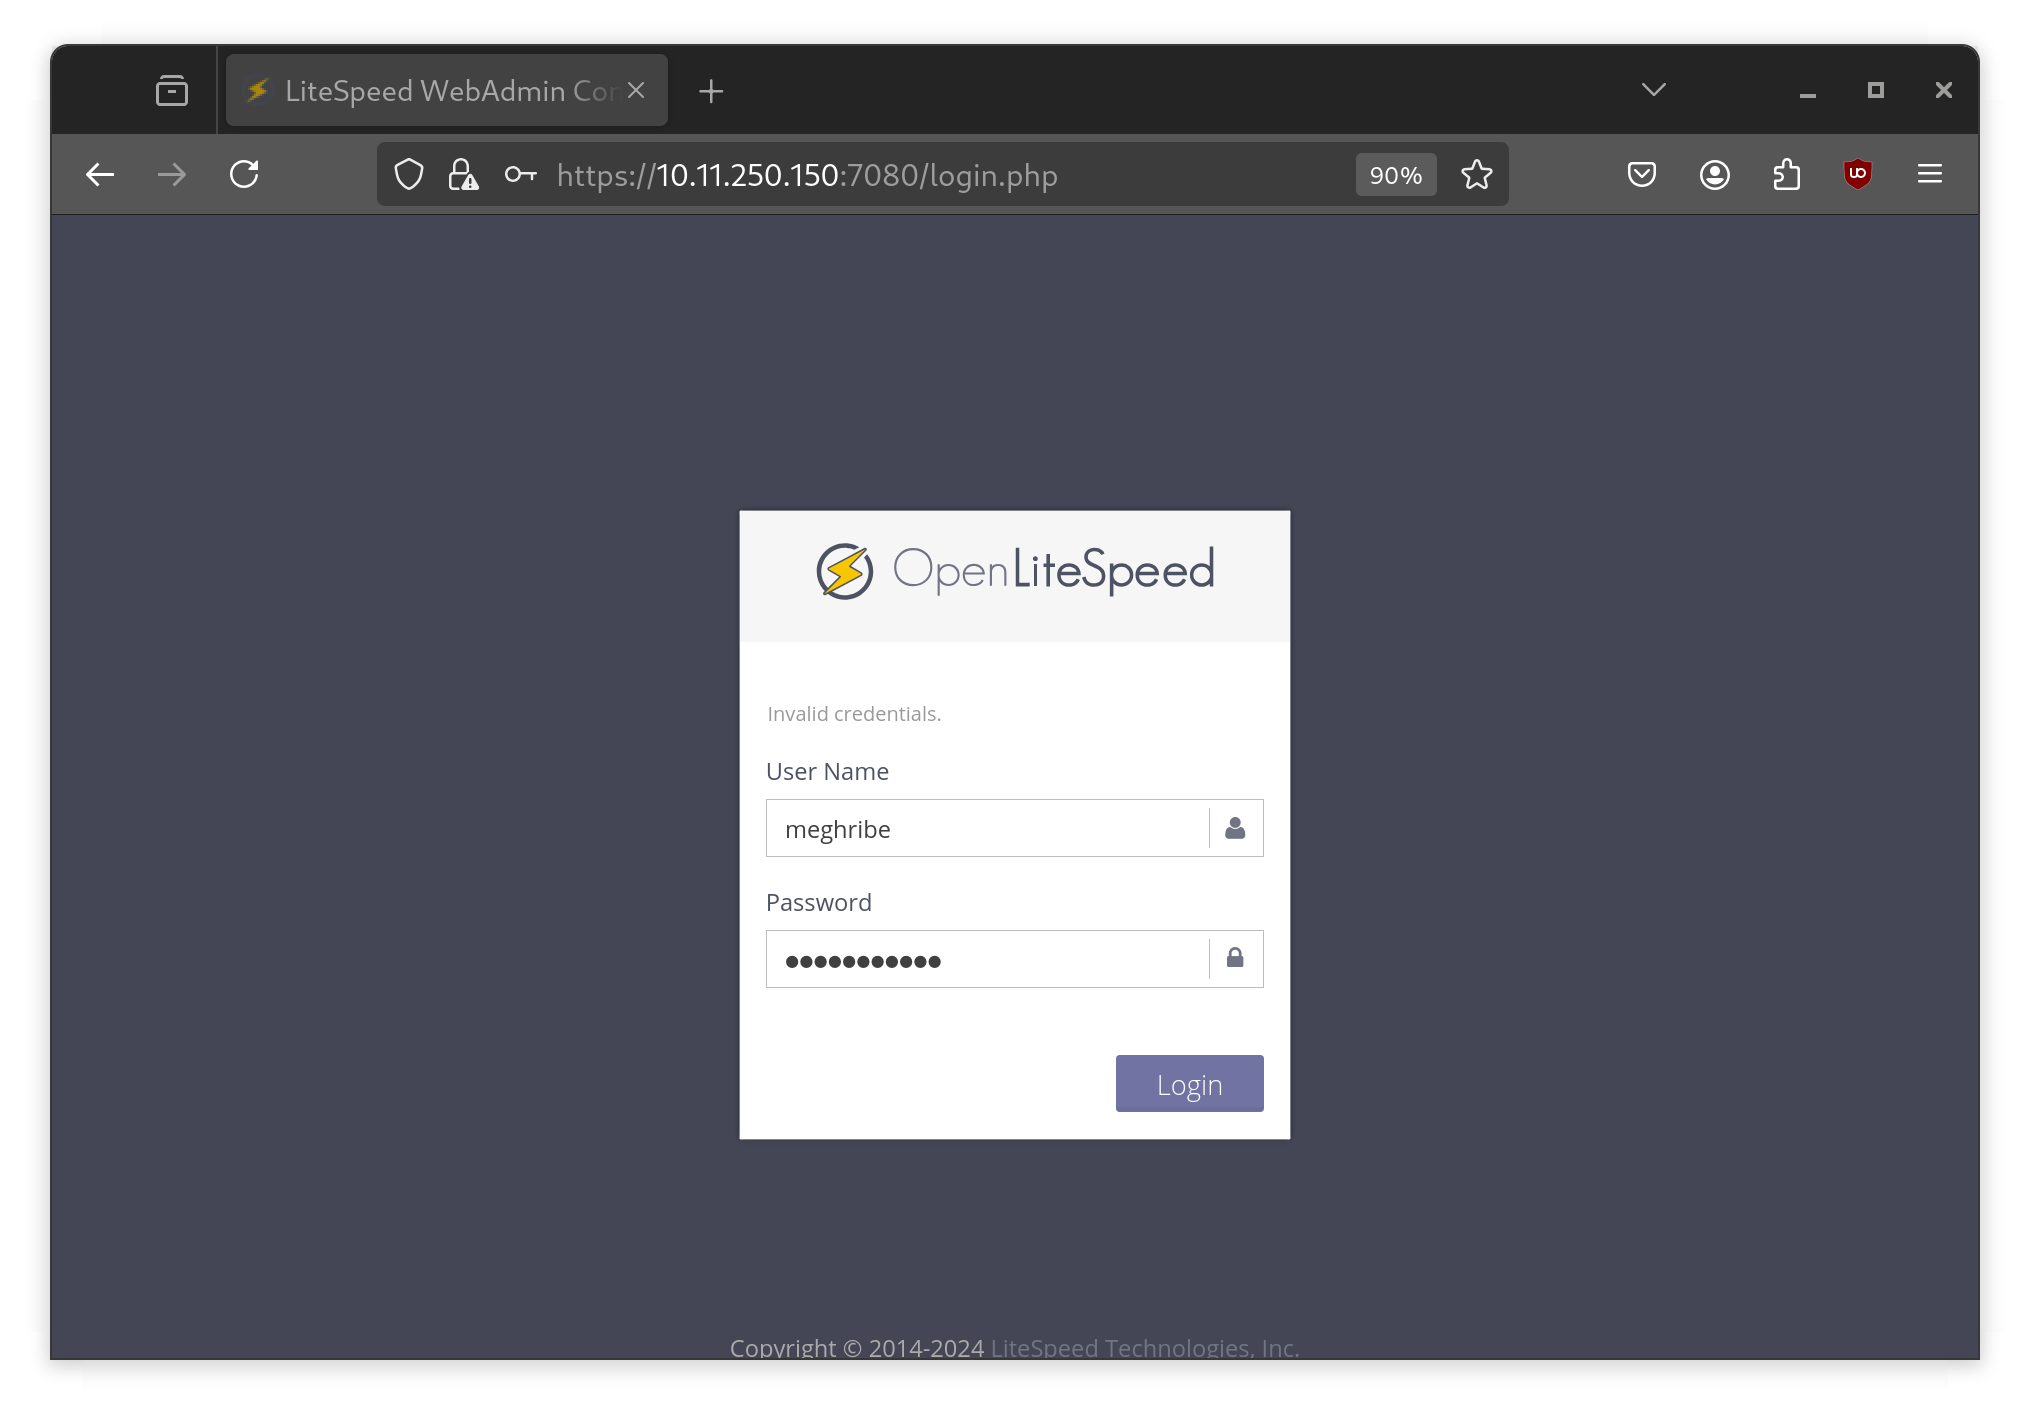 LiteSpeed WebAdmin Con
https://10.11.250.150:7080/login.php
90%
OpenLiteSpeed
Invalid credentials.
User Name
meghribe
Password
Login
Copyright © 2014-2024 LiteSpeed Technologies, Inc.